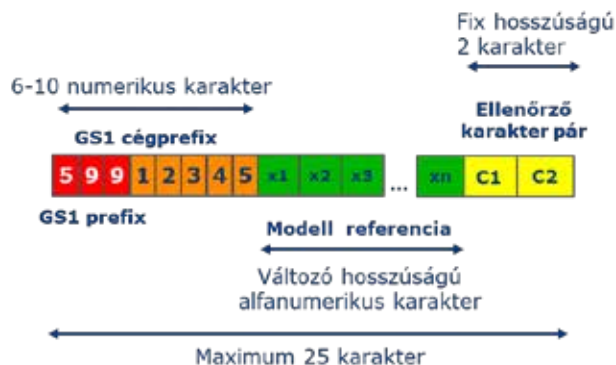 Fix hosszúságú
2 karakter
6-10 numerikus karakter
Ellenőrző
karakter pár
GS1 cégprefix
5 9 9 1 2 3 4 5 x1 x2 x3 ... xn C1 C2
GS1 prefix
Modell referencia
Változó hosszúságú
alfanumerikus karakter
Maximum 25 karakter